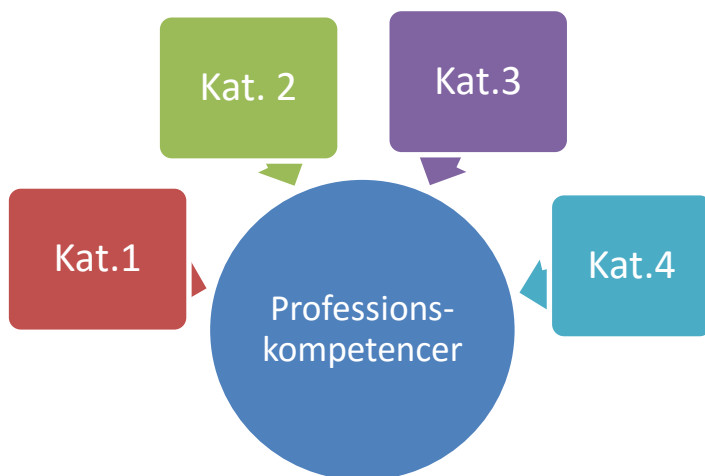 Kat.1
Kat. 2
Kat.3
Kat.4
Professions-
kompetencer